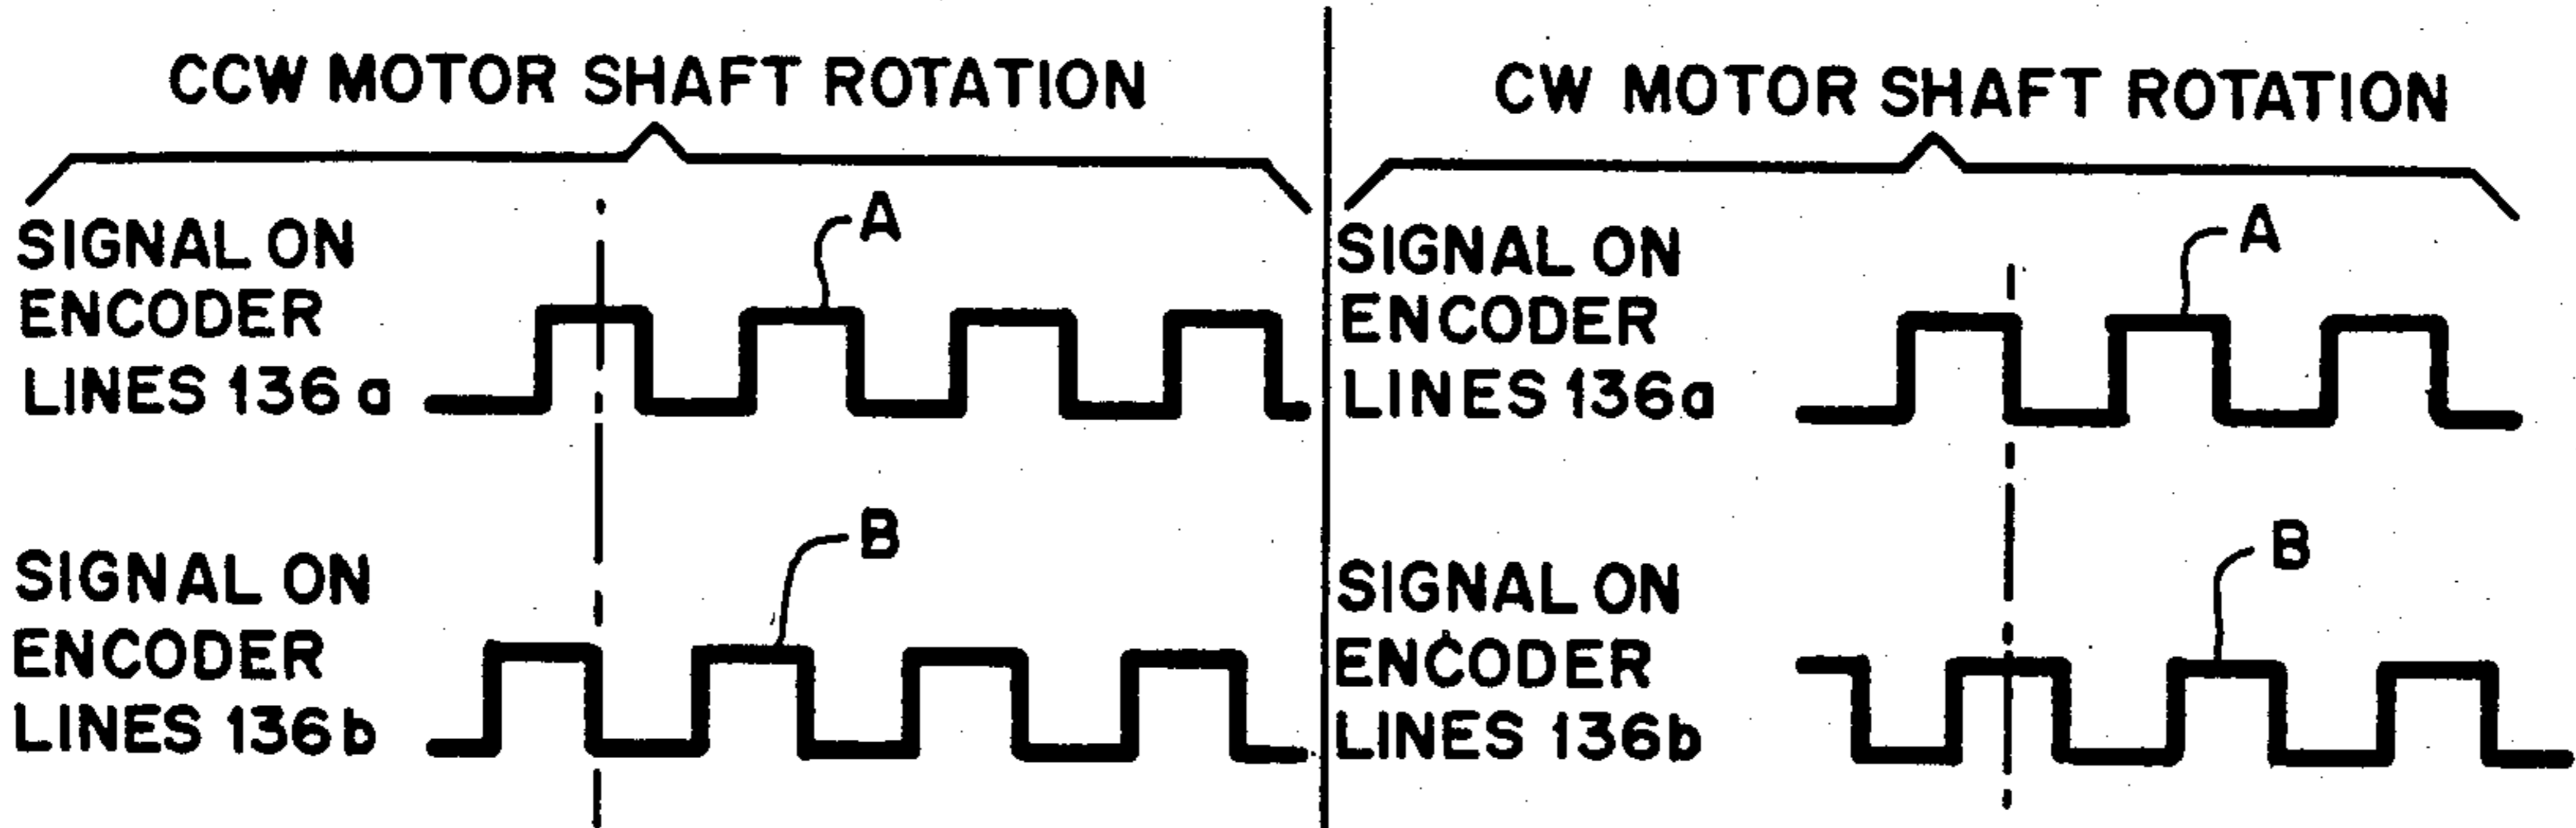 CCW MOTOR SHAFT ROTATION
SIGNAL ON
ENCODER
LINES 136a
A
SIGNAL ON
ENCODER
LINES 136b
B
CW MOTOR SHAFT ROTATION
SIGNAL ON
ENCODER
LINES 136a
A
SIGNAL ON
ENCODER
LINES 136b
B